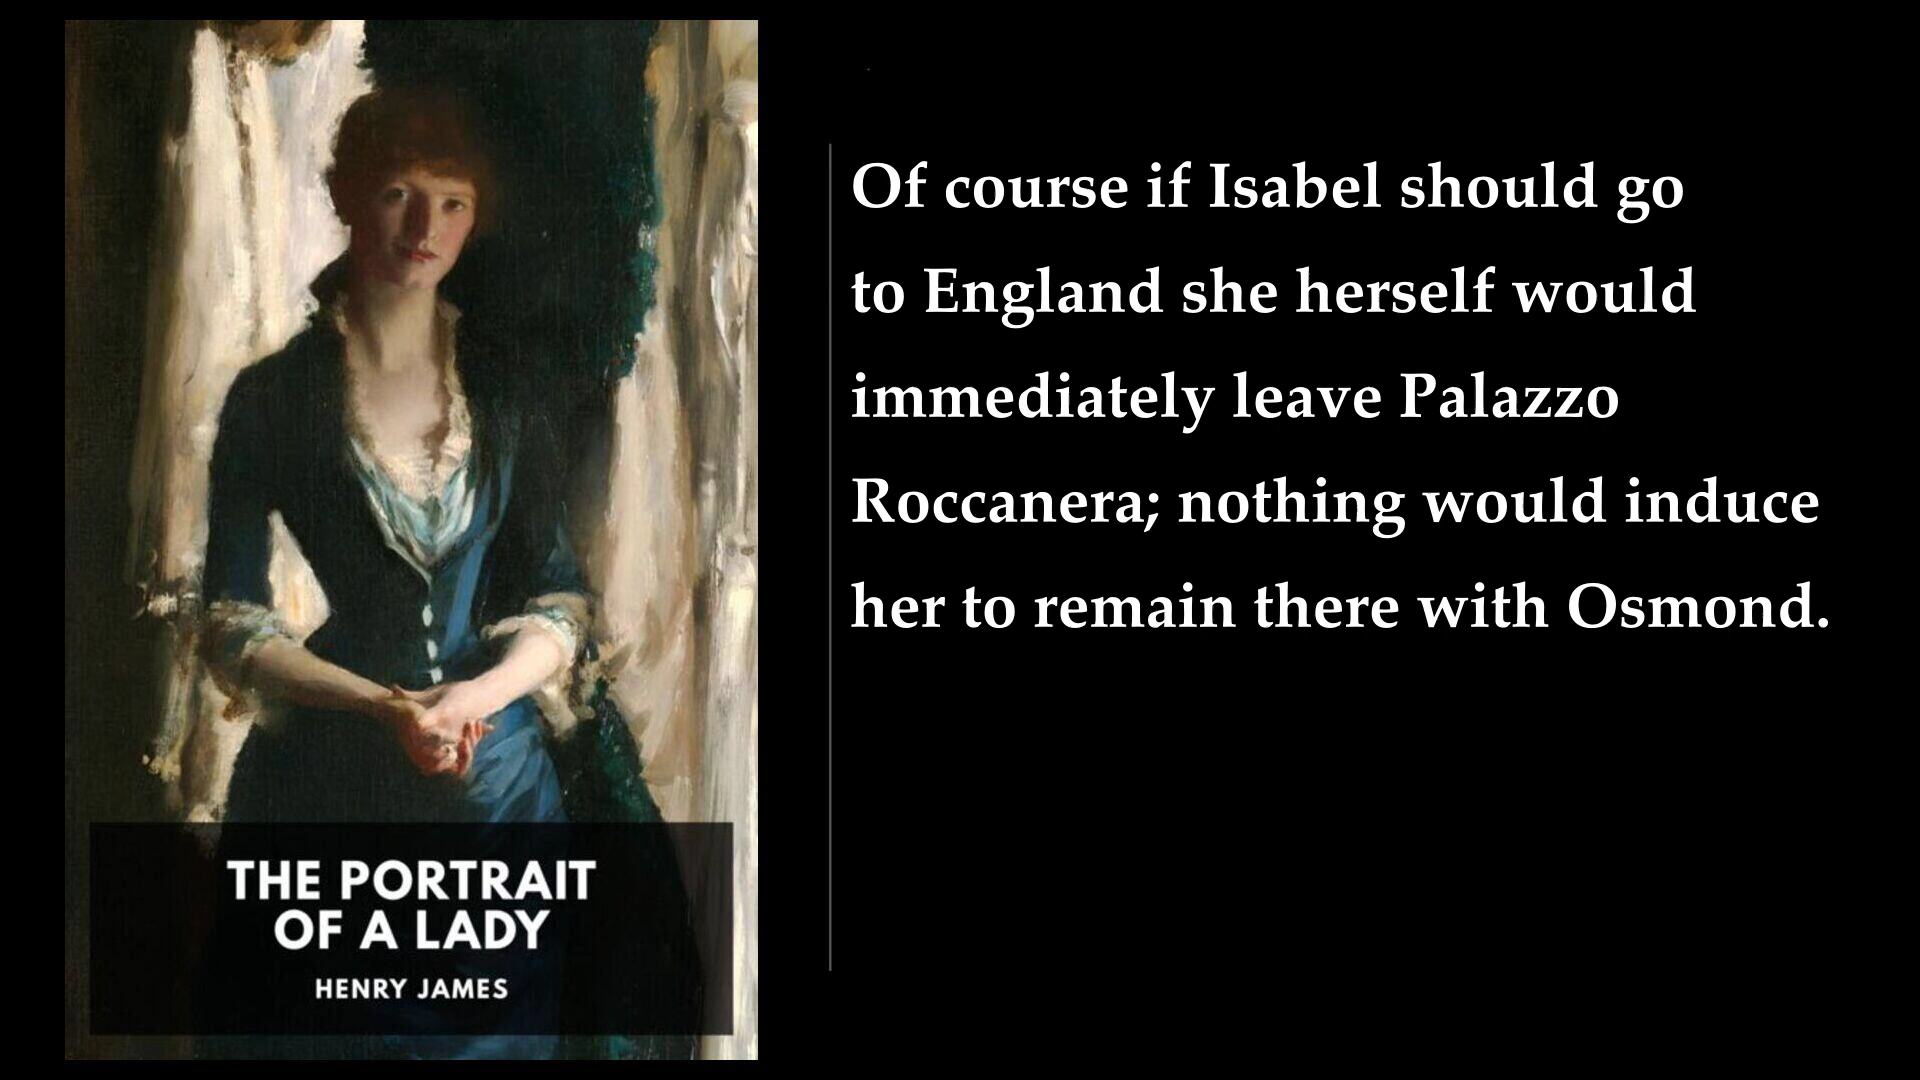 THE PORTRAIT
OF A LADY
HENRY JAMES
Of course if Isabel should go
to England she herself would
immediately leave Palazzo
Roccanera; nothing would induce
her to remain there with Osmond.